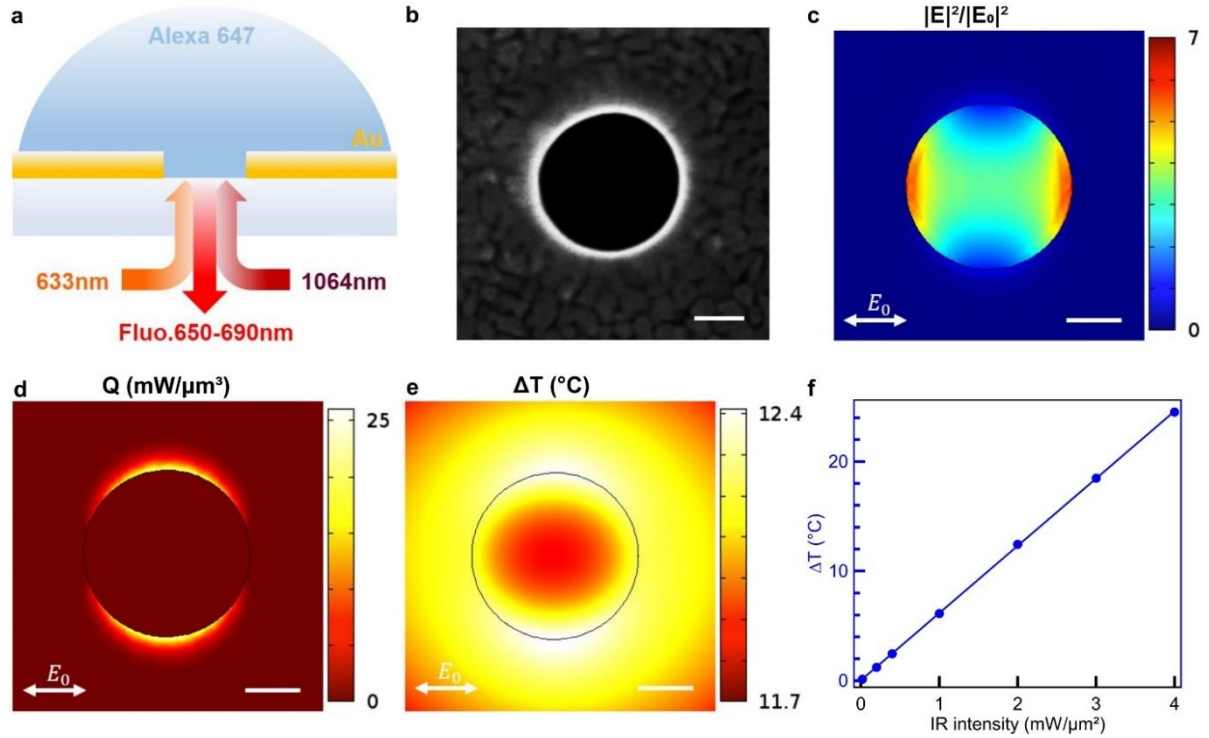 a
Alexa 647
Au
633nm
1064nm
Fluo.650-690nm
b
c
|E|²/|E₀|²
7
0
E₀
d
Q (mW/µm³)
25
0
E₀
e
ΔT (°C)
12.4
11.7
E₀
f
ΔT (°C)
20
10
0
0
1
2
3
4
IR intensity (mW/µm²)